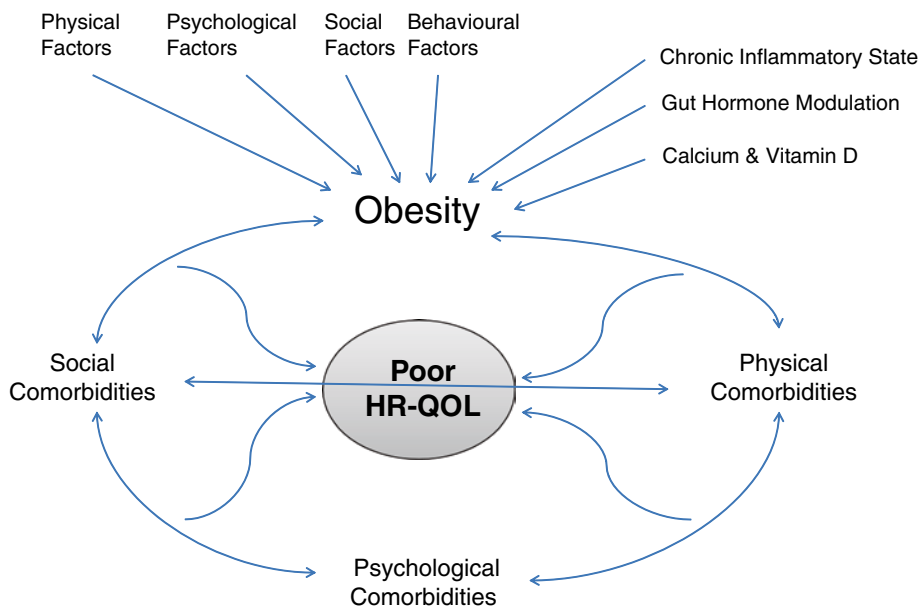 Physical
Factors
Psychological
Factors
Social
Factors
Behavioural
Factors
Chronic Inflammatory State
Gut Hormone Modulation
Calcium & Vitamin D
Obesity
Social
Comorbidities
Poor
HR-QOL
Physical
Comorbidities
Psychological
Comorbidities